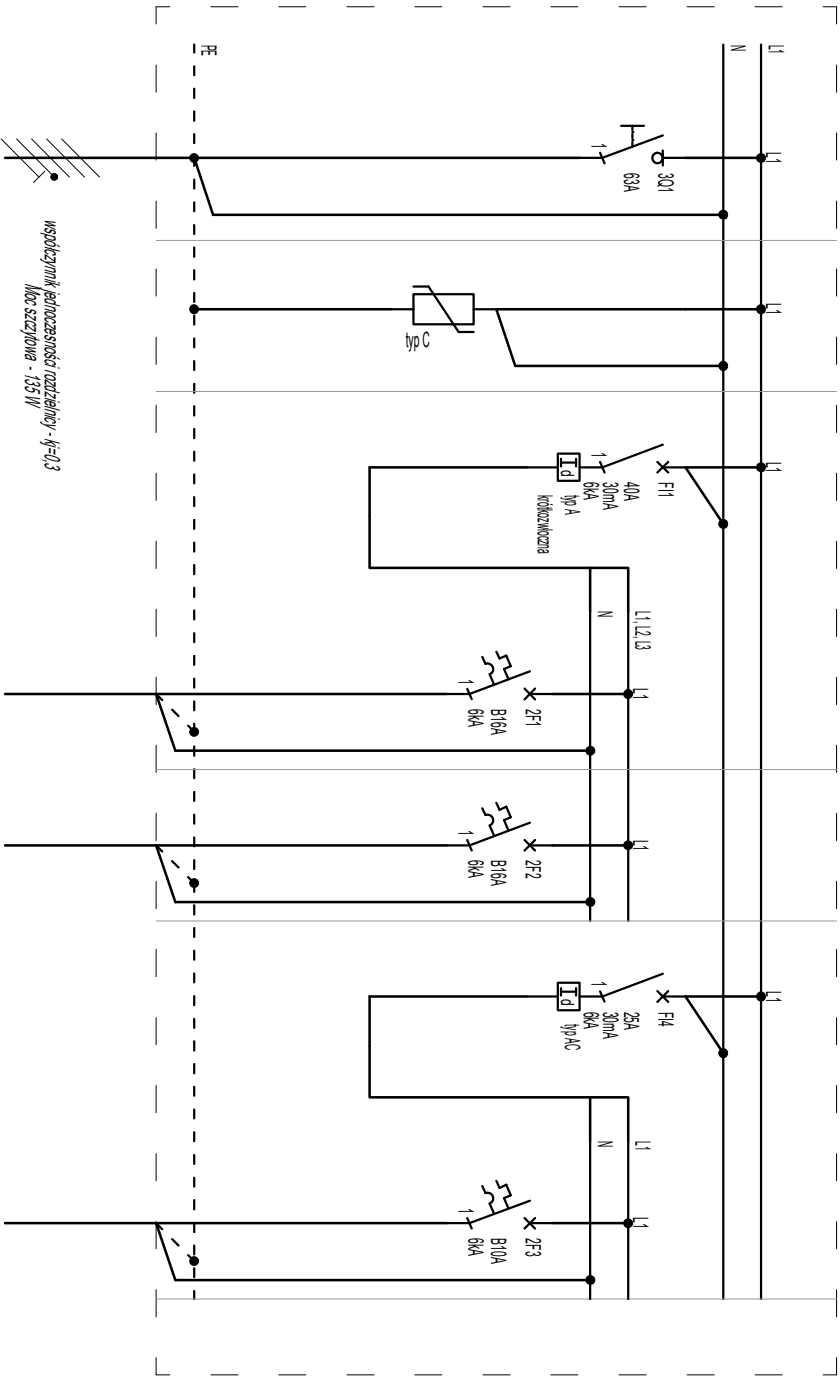 L1
N
PE
L1
3Q1
63A
1
współczynnik jednoczesności rozdzielnicy - kj=0,3
Moc szczytowa - 135 W
L1
typ C
L1
FI1
40A
30mA
6kA
1
Id
typ A
krótkozwłoczna
L1, L2, L3
N
L1
2F1
B16A
6kA
1
L1
2F2
B16A
6kA
1
L1
FI4
25A
30mA
6kA
1
Id
typ AC
L1
N
L1
2F3
B10A
6kA
1